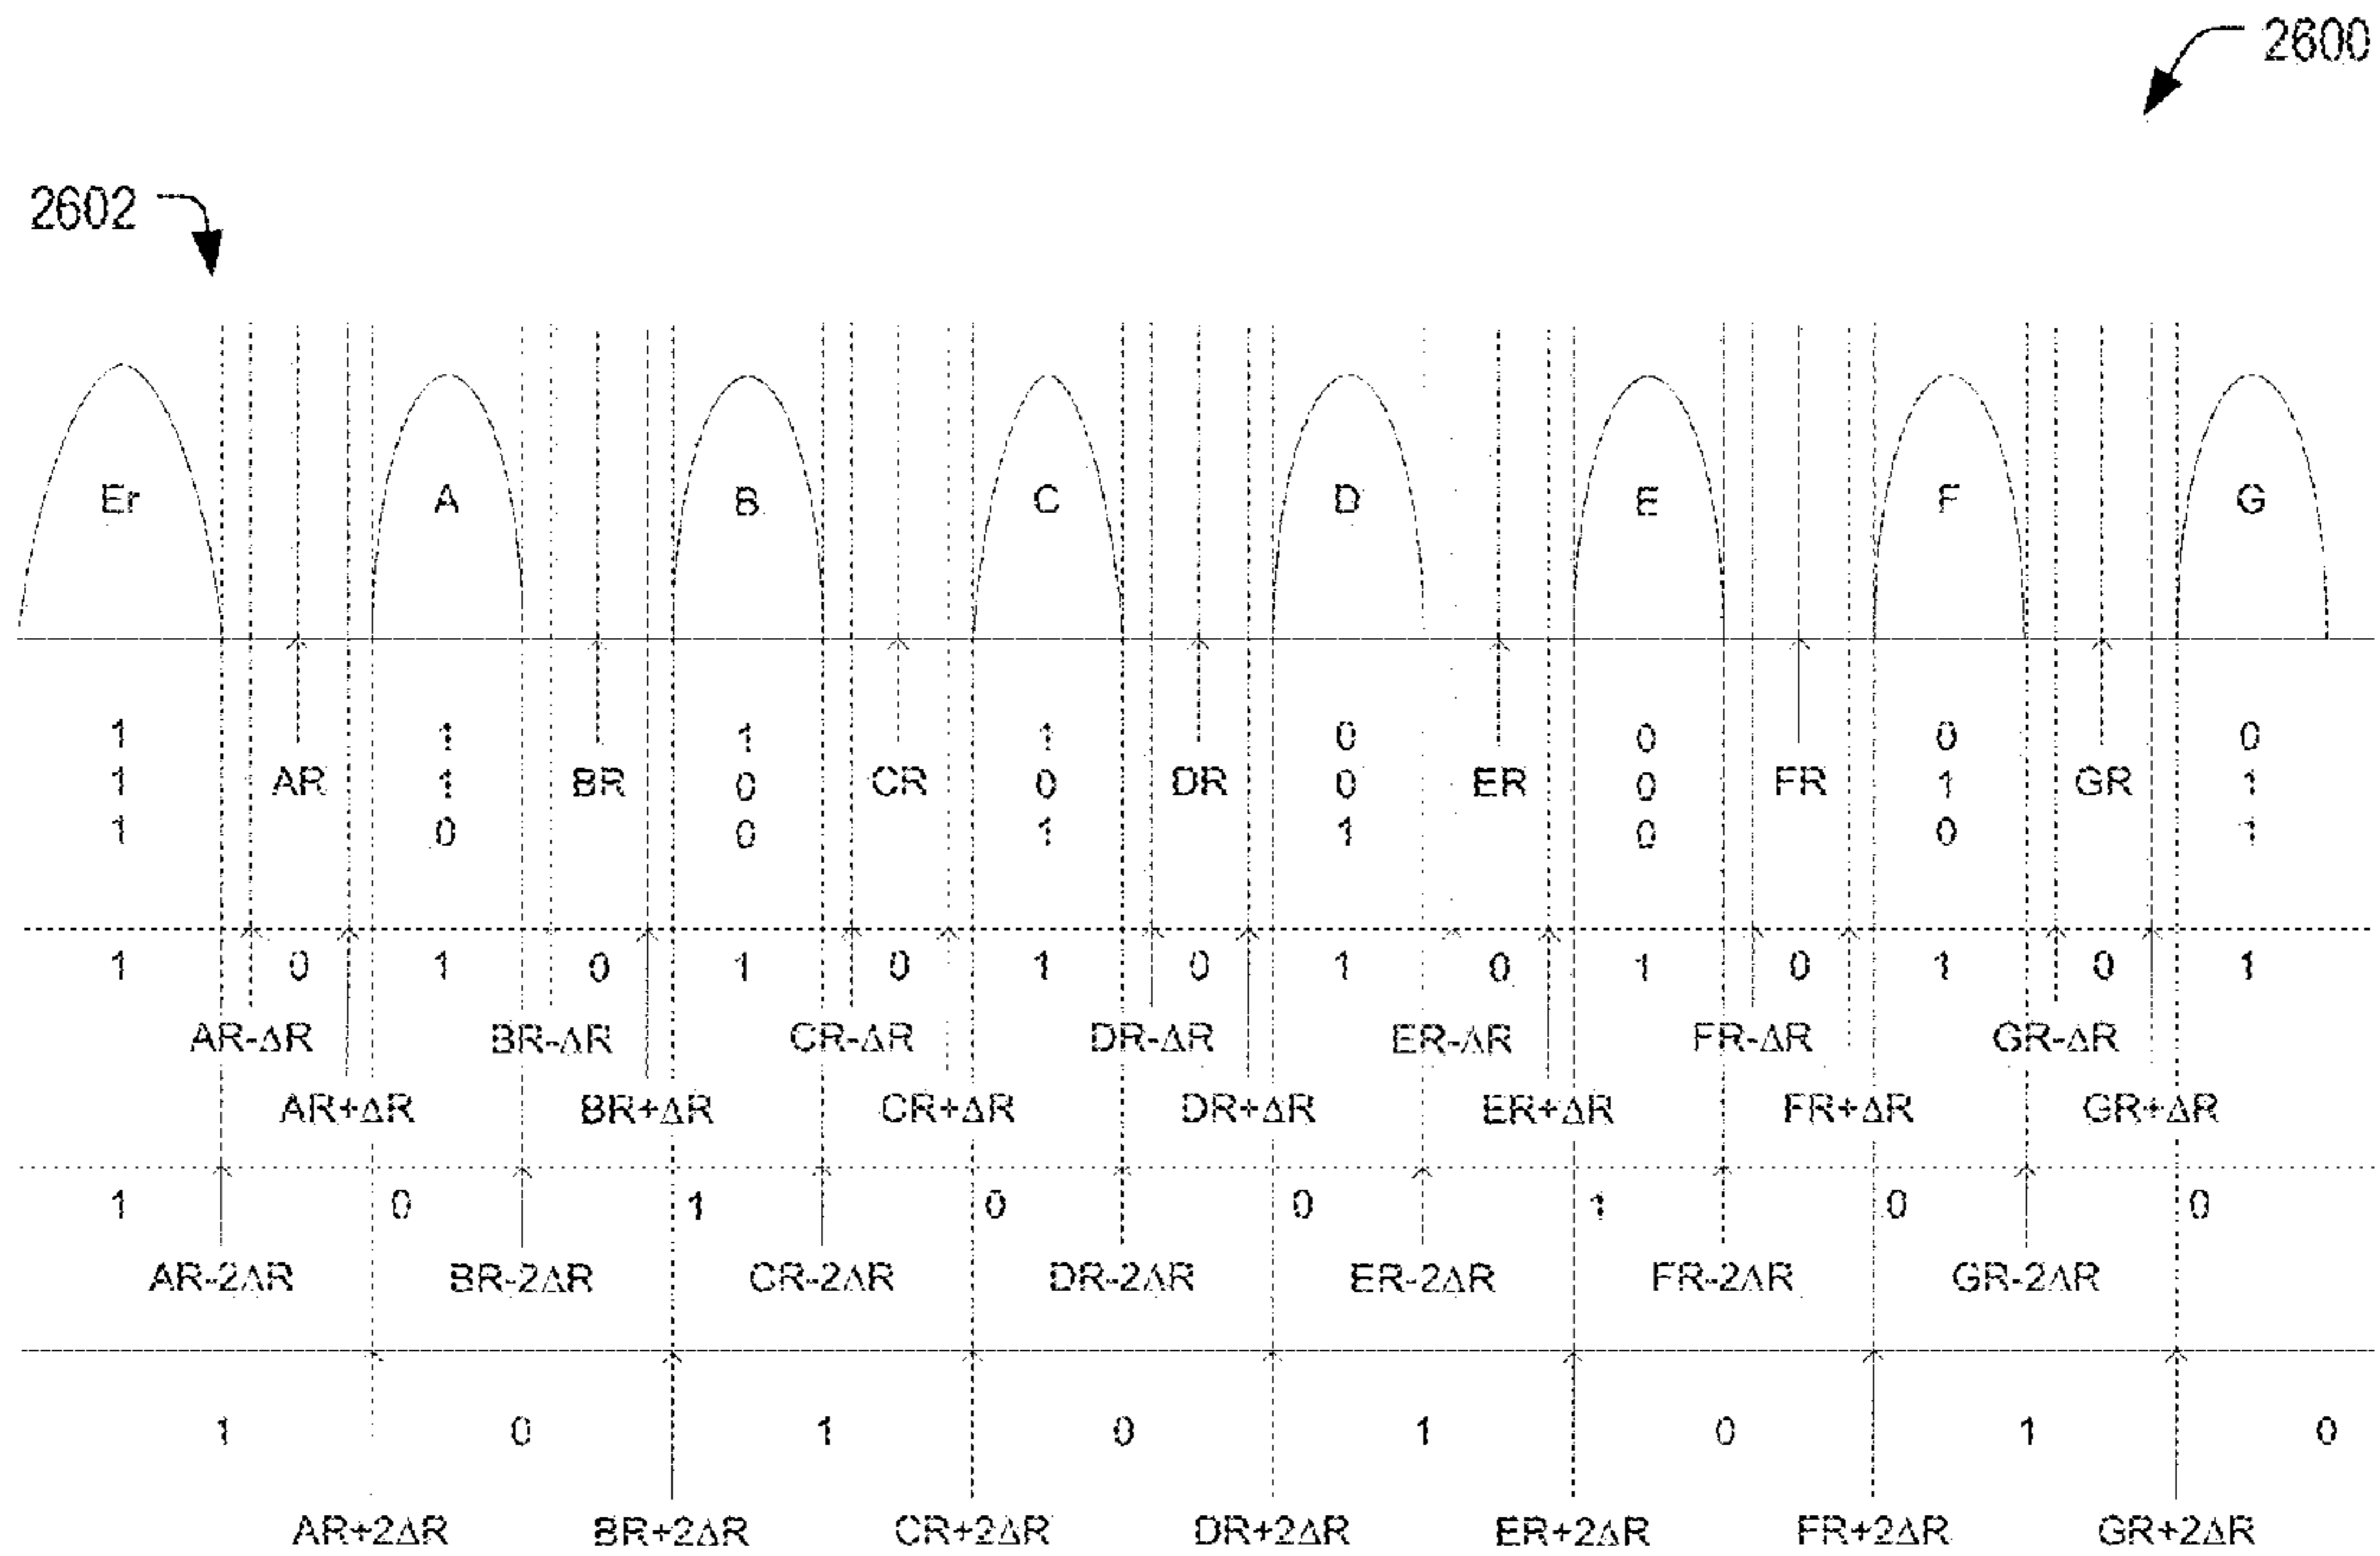 2600
2602
Er A B C D E F G
1 1 1 1 0 0 0 0
1 AR 1 BR 0 CR 0 DR 0 ER 0 FR 1 GR 1
1 0 0 1 1 0 0 1
1 0 1 0 1 0 1 0 1 0 1 0 1 0 1
AR-ΔR BR-ΔR CR-ΔR DR-ΔR ER-ΔR FR-ΔR GR-ΔR
AR+ΔR BR+ΔR CR+ΔR DR+ΔR ER+ΔR FR+ΔR GR+ΔR
1 0 1 0 0 1 0 0
AR-2ΔR BR-2ΔR CR-2ΔR DR-2ΔR ER-2ΔR FR-2ΔR GR-2ΔR
1 0 1 0 1 0 1 0
AR+2ΔR BR+2ΔR CR+2ΔR DR+2ΔR ER+2ΔR FR+2ΔR GR+2ΔR